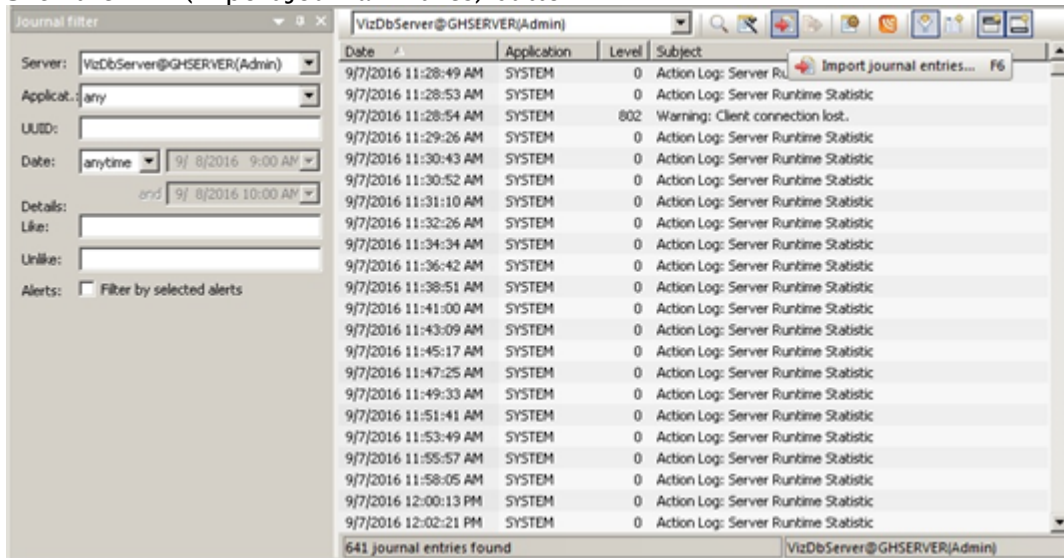 Journal filter
Server: VizDbServer@GHSERVER(Admin)
Applicat.: any
UUID:
Date: anytime 9/ 8/2016 9:00 AM
and 9/ 8/2016 10:00 AM
Details:
Like:
Unlike:
Alerts: Filter by selected alerts
VizDbServer@GHSERVER(Admin)
Date Application Level Subject
Import journal entries... F6
9/7/2016 11:28:49 AM SYSTEM 0 Action Log: Server
9/7/2016 11:28:53 AM SYSTEM 0 Action Log: Server Runtime Statistic
9/7/2016 11:28:54 AM SYSTEM 802 Warning: Client connection lost.
9/7/2016 11:29:26 AM SYSTEM 0 Action Log: Server Runtime Statistic
9/7/2016 11:30:43 AM SYSTEM 0 Action Log: Server Runtime Statistic
9/7/2016 11:30:52 AM SYSTEM 0 Action Log: Server Runtime Statistic
9/7/2016 11:31:10 AM SYSTEM 0 Action Log: Server Runtime Statistic
9/7/2016 11:32:26 AM SYSTEM 0 Action Log: Server Runtime Statistic
9/7/2016 11:34:34 AM SYSTEM 0 Action Log: Server Runtime Statistic
9/7/2016 11:36:42 AM SYSTEM 0 Action Log: Server Runtime Statistic
9/7/2016 11:38:51 AM SYSTEM 0 Action Log: Server Runtime Statistic
9/7/2016 11:41:00 AM SYSTEM 0 Action Log: Server Runtime Statistic
9/7/2016 11:43:09 AM SYSTEM 0 Action Log: Server Runtime Statistic
9/7/2016 11:45:17 AM SYSTEM 0 Action Log: Server Runtime Statistic
9/7/2016 11:47:25 AM SYSTEM 0 Action Log: Server Runtime Statistic
9/7/2016 11:49:33 AM SYSTEM 0 Action Log: Server Runtime Statistic
9/7/2016 11:51:41 AM SYSTEM 0 Action Log: Server Runtime Statistic
9/7/2016 11:53:49 AM SYSTEM 0 Action Log: Server Runtime Statistic
9/7/2016 11:55:57 AM SYSTEM 0 Action Log: Server Runtime Statistic
9/7/2016 11:58:05 AM SYSTEM 0 Action Log: Server Runtime Statistic
9/7/2016 12:00:13 PM SYSTEM 0 Action Log: Server Runtime Statistic
9/7/2016 12:02:21 PM SYSTEM 0 Action Log: Server Runtime Statistic
641 journal entries found VizDbServer@GHSERVER(Admin)